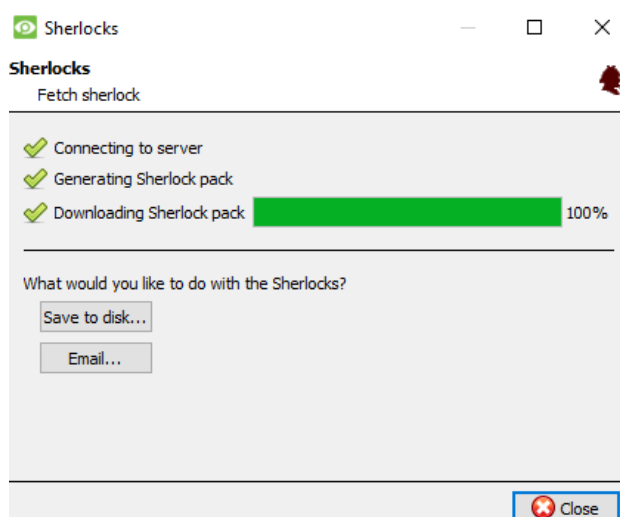 Sherlocks
Sherlocks
Fetch sherlock
Connecting to server
Generating Sherlock pack
Downloading Sherlock pack 100%
What would you like to do with the Sherlocks?
Save to disk...
Email...
Close